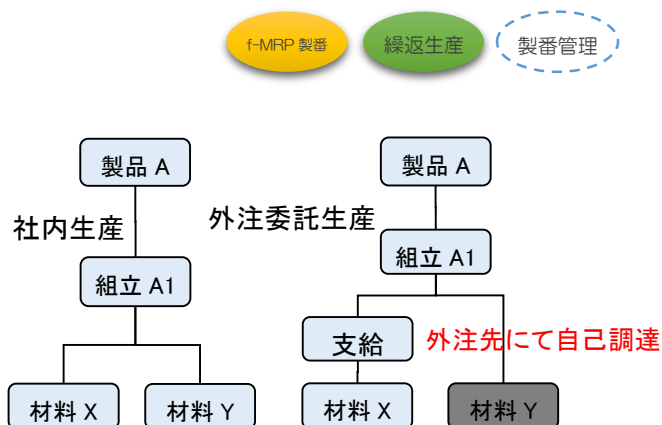 f-MRP 製番
繰返生産
製番管理
製品 A
製品 A
社内生産
外注委託生産
組立 A1
組立 A1
支給
外注先にて自己調達
材料 X
材料 Y
材料 X
材料 Y